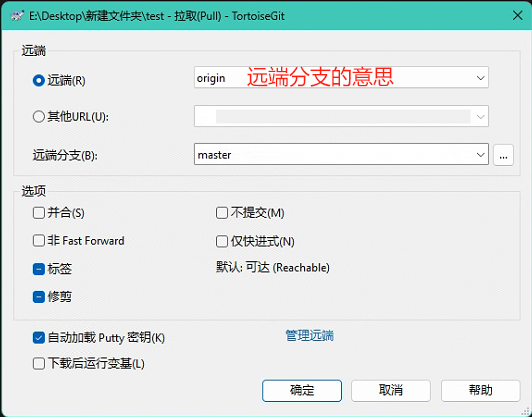 E:\Desktop\新建文件夹\test - 拉取(Pull) - TortoiseGit
远端
远端(R) origin 远端分支的意思
其他URL(U):
远端分支(B): master ...
选项
并合(S) 不提交(M)
非 Fast Forward 仅快进式(N)
标签 默认: 可达 (Reachable)
修剪
自动加载 Putty 密钥(K) 管理远端
下载后运行变基(L)
确定 取消 帮助